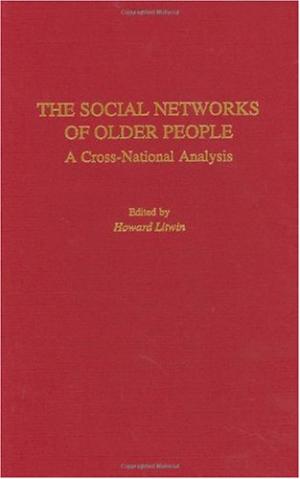 THE SOCIAL NETWORKS
OF OLDER PEOPLE
A Cross-National Analysis
Edited by
Howard Litwin